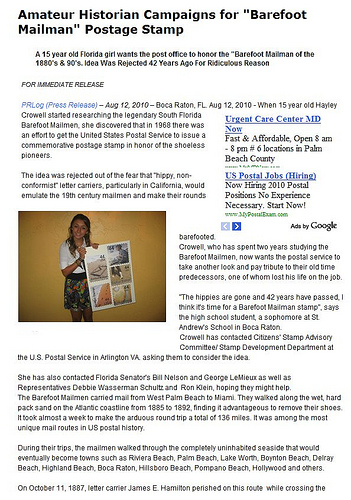 Amateur Historian Campaigns for "Barefoot
Mailman" Postage Stamp
A 15 year old Florida girl wants the post office to honor the "Barefoot Mailman of the
1880's & 90's. Idea Was Rejected 42 Years Ago For Ridiculous Reason
FOR IMMEDIATE RELEASE
PRLog (Press Release) – Aug 12, 2010 – Boca Raton, FL. Aug 12, 2010 - When 15 year old Hayley
Crowell started researching the legendary South Florida
Barefoot Mailmen, she discovered that in 1968 there was
an effort to get the United States Postal Service to issue a
commemorative postage stamp in honor of the shoeless
pioneers.
The idea was rejected out of the fear that "hippy, non-
conformist" letter carriers, particularly in California, would
emulate the 19th century mailmen and make their rounds
Urgent Care Center MD
Now
Fast & Affordable, Open 8 am
- 8 pm # 6 locations in Palm
Beach County
US Postal Jobs (Hiring)
Now Hiring 2010 Postal
Positions No Experience
Necessary. Start Now!
www.MyPostalExam.com
Ads by Google
barefooted.
Crowell, who has spent two years studying the
Barefoot Mailmen, now wants the postal service to
take another look and pay tribute to their old time
predecessors, one of whom lost his life on the job.
"The hippies are gone and 42 years have passed, I
think it's time for a Barefoot Mailman stamp", says
the high school student, a sophomore at St.
Andrew's School in Boca Raton.
Crowell has contacted Citizens' Stamp Advisory
Committee/ Stamp Development Department at
the U.S. Postal Service in Arlington VA. asking them to consider the idea.
She has also contacted Florida Senator's Bill Nelson and George LeMieux as well as
Representatives Debbie Wasserman Schultz and Ron Klein, hoping they might help.
The Barefoot Mailmen carried mail from West Palm Beach to Miami. They walked along the wet, hard
pack sand on the Atlantic coastline from 1885 to 1892, finding it advantageous to remove their shoes.
It took almost a week to make the arduous round trip a total of 136 miles. It was among the most
unique mail routes in US postal history.
During their trips, the mailmen walked through the completely uninhabited seaside that would
eventually become towns such as Riviera Beach, Palm Beach, Lake Worth, Boynton Beach, Delray
Beach, Highland Beach, Boca Raton, Hillsboro, Pompano Beach, Hollywood and others.
On October 11, 1887, letter carrier James E. Hamilton perished on this route while crossing the